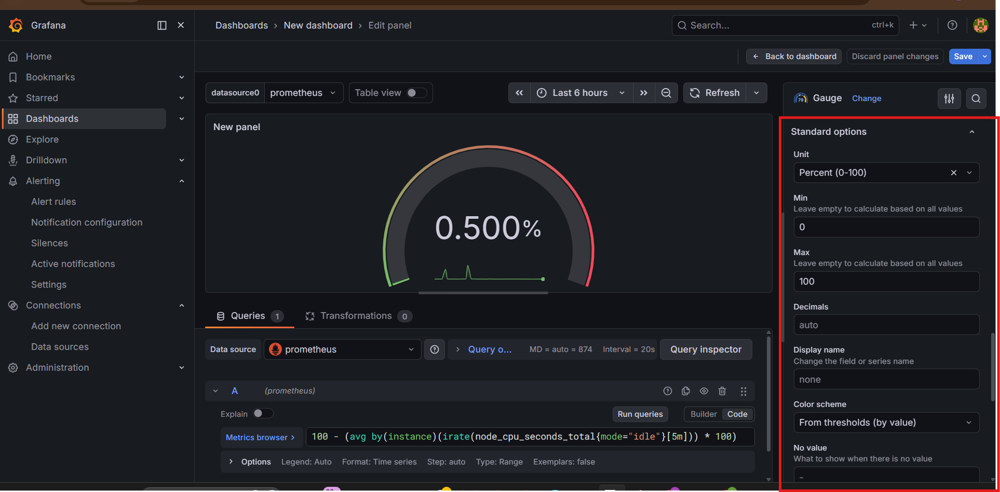 Grafana
Dashboards › New dashboard › Edit panel
Search...
ctrl+k
Home
Bookmarks
Starred
Dashboards
Explore
Drilldown
Alerting
Alert rules
Notification configuration
Silences
Active notifications
Settings
Connections
Add new connection
Data sources
Administration
Back to dashboard
Discard panel changes
Save
datasource0
prometheus
Table view
Last 6 hours
Refresh
New panel
0.500%
Queries 1
Transformations 0
Data source
prometheus
Query o...
MD = auto = 874
Interval = 20s
Query inspector
A
(prometheus)
Explain
Run queries
Builder
Code
Metrics browser ›
100 - (avg by(instance)(irate(node_cpu_seconds_total{mode="idle"}[5m])) * 100)
Options
Legend: Auto
Format: Time series
Step: auto
Type: Range
Exemplars: false
79
Gauge
Change
Standard options
Unit
Percent (0-100)
Min
Leave empty to calculate based on all values
0
Max
Leave empty to calculate based on all values
100
Decimals
auto
Display name
Change the field or series name
none
Color scheme
From thresholds (by value)
No value
What to show when there is no value
-